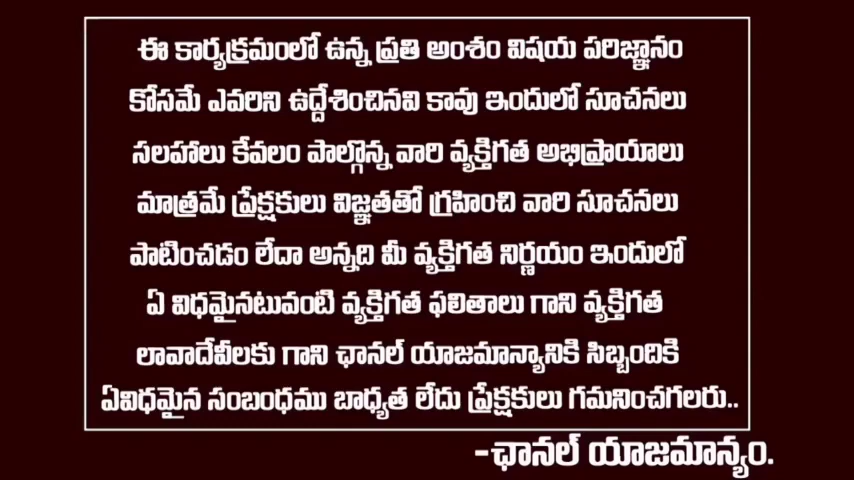 ఈ కార్యక్రమంలో ఉన్న ప్రతి అంశం విషయ పరిజ్ఞానం
కోసమే ఎవరిని ఉద్దేశించినవి కావు ఇందులో సూచనలు
సలహాలు కేవలం పాల్గొన్న వారి వ్యక్తిగత అభిప్రాయాలు
మాత్రమే ప్రేక్షకులు విజ్ఞతతో గ్రహించి వారి సూచనలు
పాటించడం లేదా అన్నది మీ వ్యక్తిగత నిర్ణయం ఇందులో
ఏ విధమైనటువంటి వ్యక్తిగత ఫలితాలు గాని వ్యక్తిగత
లావాదేవీలకు గాని ఛానల్ యాజమాన్యానికి సిబ్బందికి
ఏవిధమైన సంబంధము బాధ్యత లేదు ప్రేక్షకులు గమనించగలరు..
-ఛానల్ యాజమాన్యం.